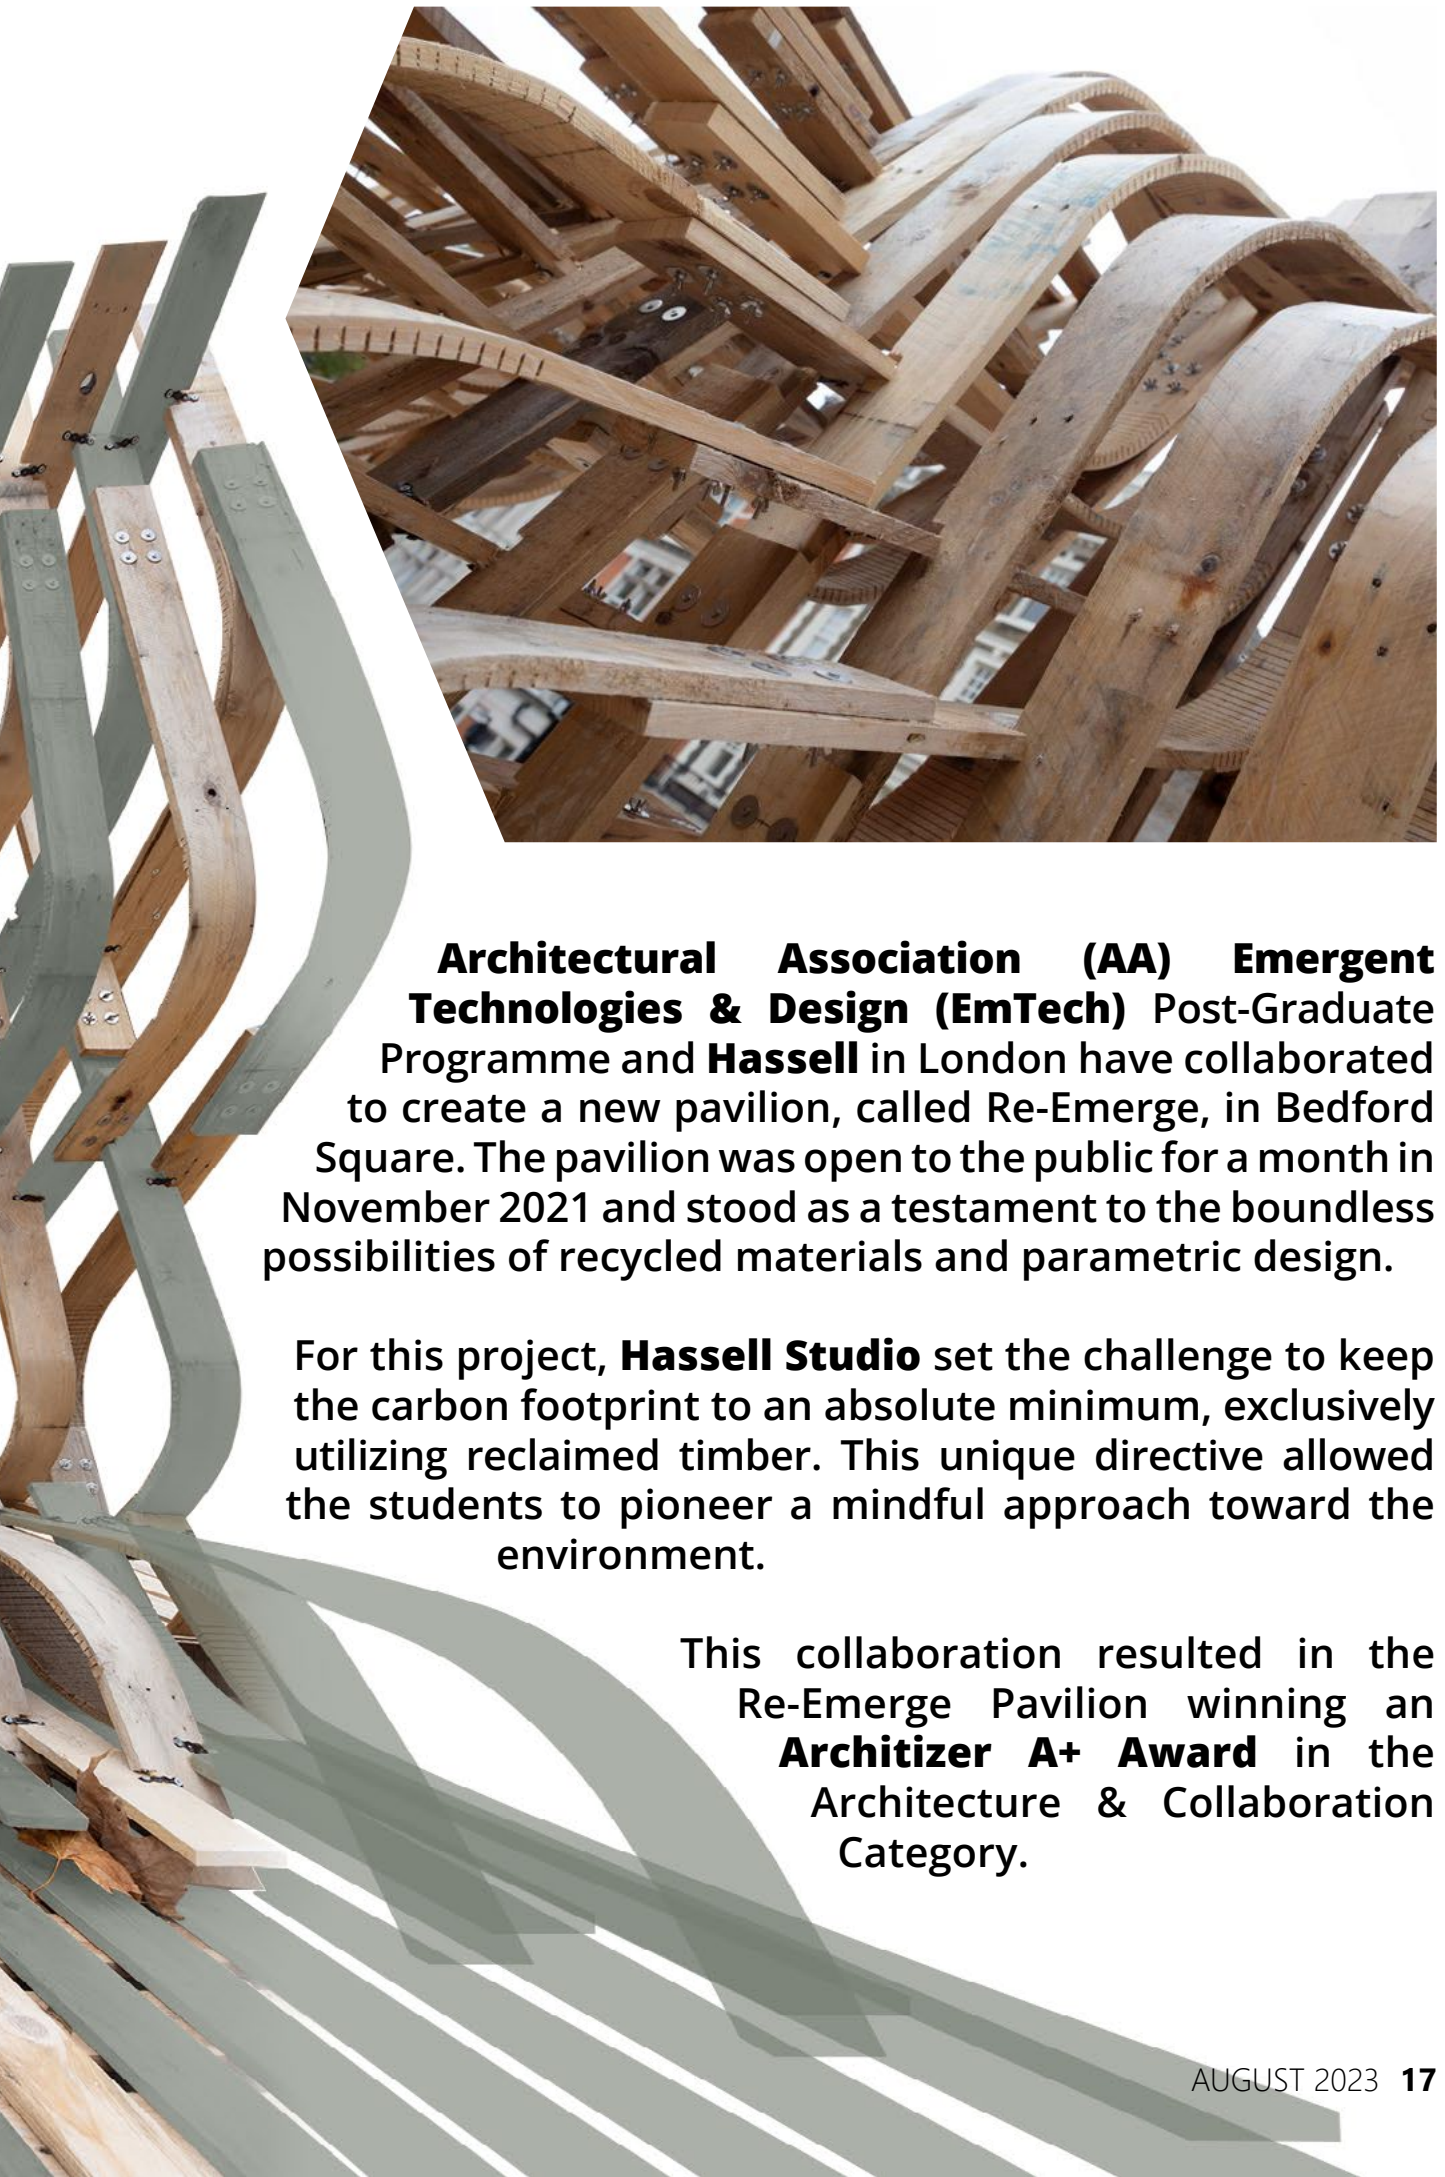 Architectural Association (AA) Emergent
Technologies & Design (EmTech) Post-Graduate
Programme and Hassell in London have collaborated
to create a new pavilion, called Re-Emerge, in Bedford
Square. The pavilion was open to the public for a month in
November 2021 and stood as a testament to the boundless
possibilities of recycled materials and parametric design.
For this project, Hassell Studio set the challenge to keep
the carbon footprint to an absolute minimum, exclusively
utilizing reclaimed timber. This unique directive allowed
the students to pioneer a mindful approach toward the
environment.
This collaboration resulted in the
Re-Emerge Pavilion winning an
Architizer A+ Award in the
Architecture & Collaboration
Category.
AUGUST 2023 17